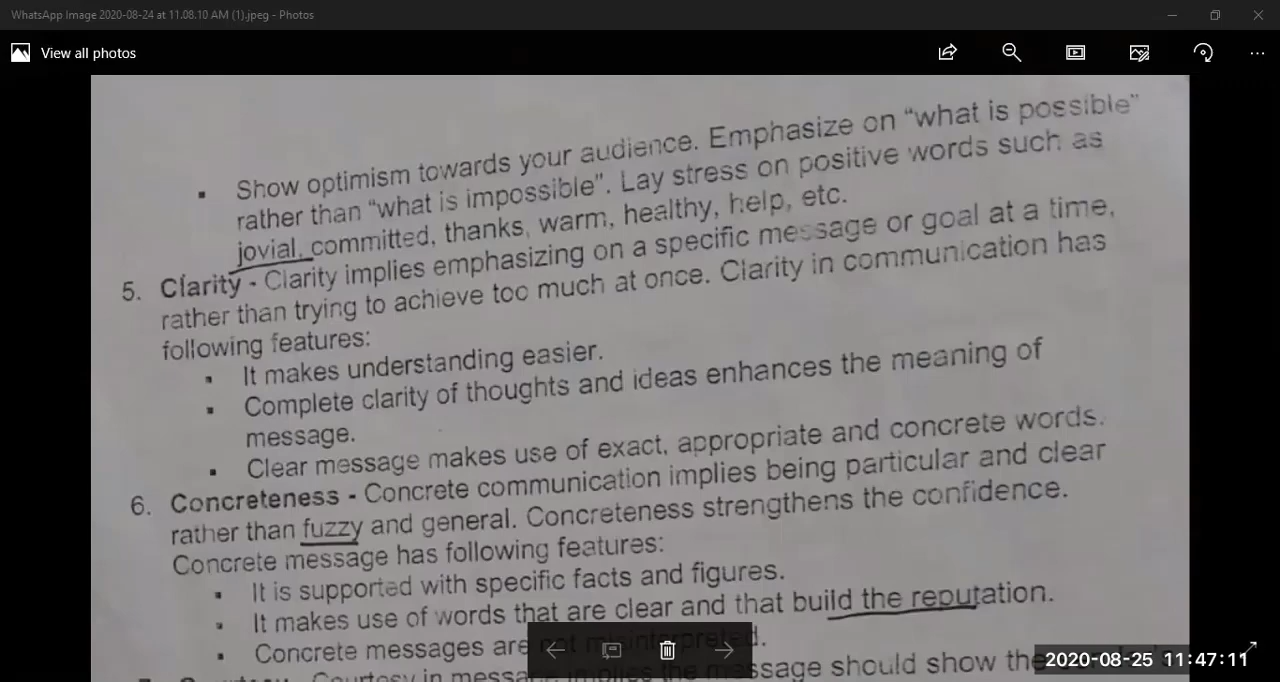 WhatsApp Image 2020-08-24 at 11.08.10 AM (1).jpeg - Photos
View all photos
Show optimism towards your audience. Emphasize on “what is possible”
rather than “what is impossible”. Lay stress on positive words such as
jovial, committed, thanks, warm, healthy, help, etc.
5. Clarity - Clarity implies emphasizing on a specific message or goal at a time,
rather than trying to achieve too much at once. Clarity in communication has
following features:
It makes understanding easier.
Complete clarity of thoughts and ideas enhances the meaning of
message.
Clear message makes use of exact, appropriate and concrete words.
6. Concreteness - Concrete communication implies being particular and clear
rather than fuzzy and general. Concreteness strengthens the confidence.
Concrete message has following features:
It is supported with specific facts and figures.
It makes use of words that are clear and that build the reputation.
Concrete messages are not misinterpreted.
Courtesy in message implies the message should show the
2020-08-25 11:47:11